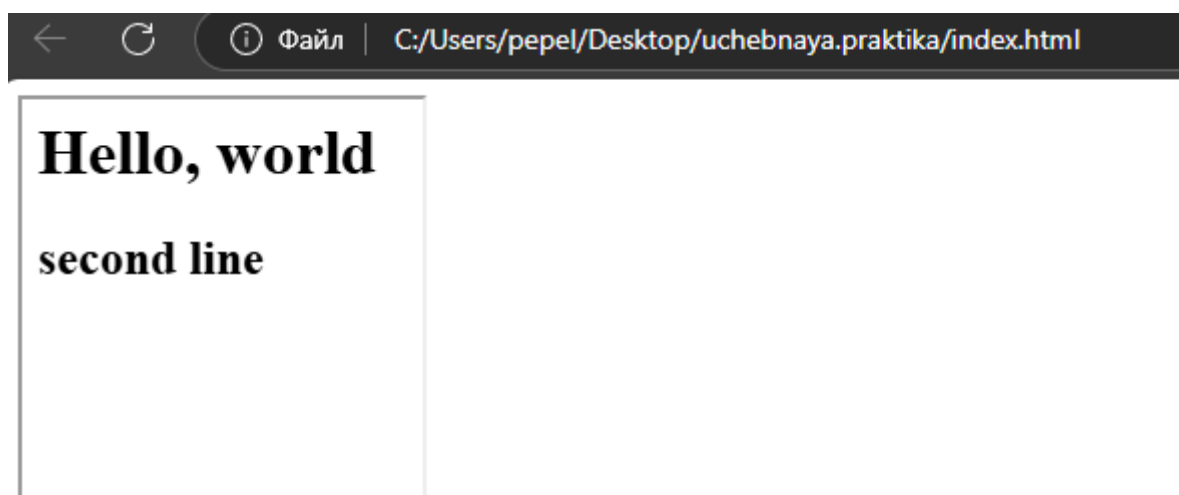 Файл C:/Users/pepel/Desktop/uchebnaya.praktika/index.html
Hello, world
second line